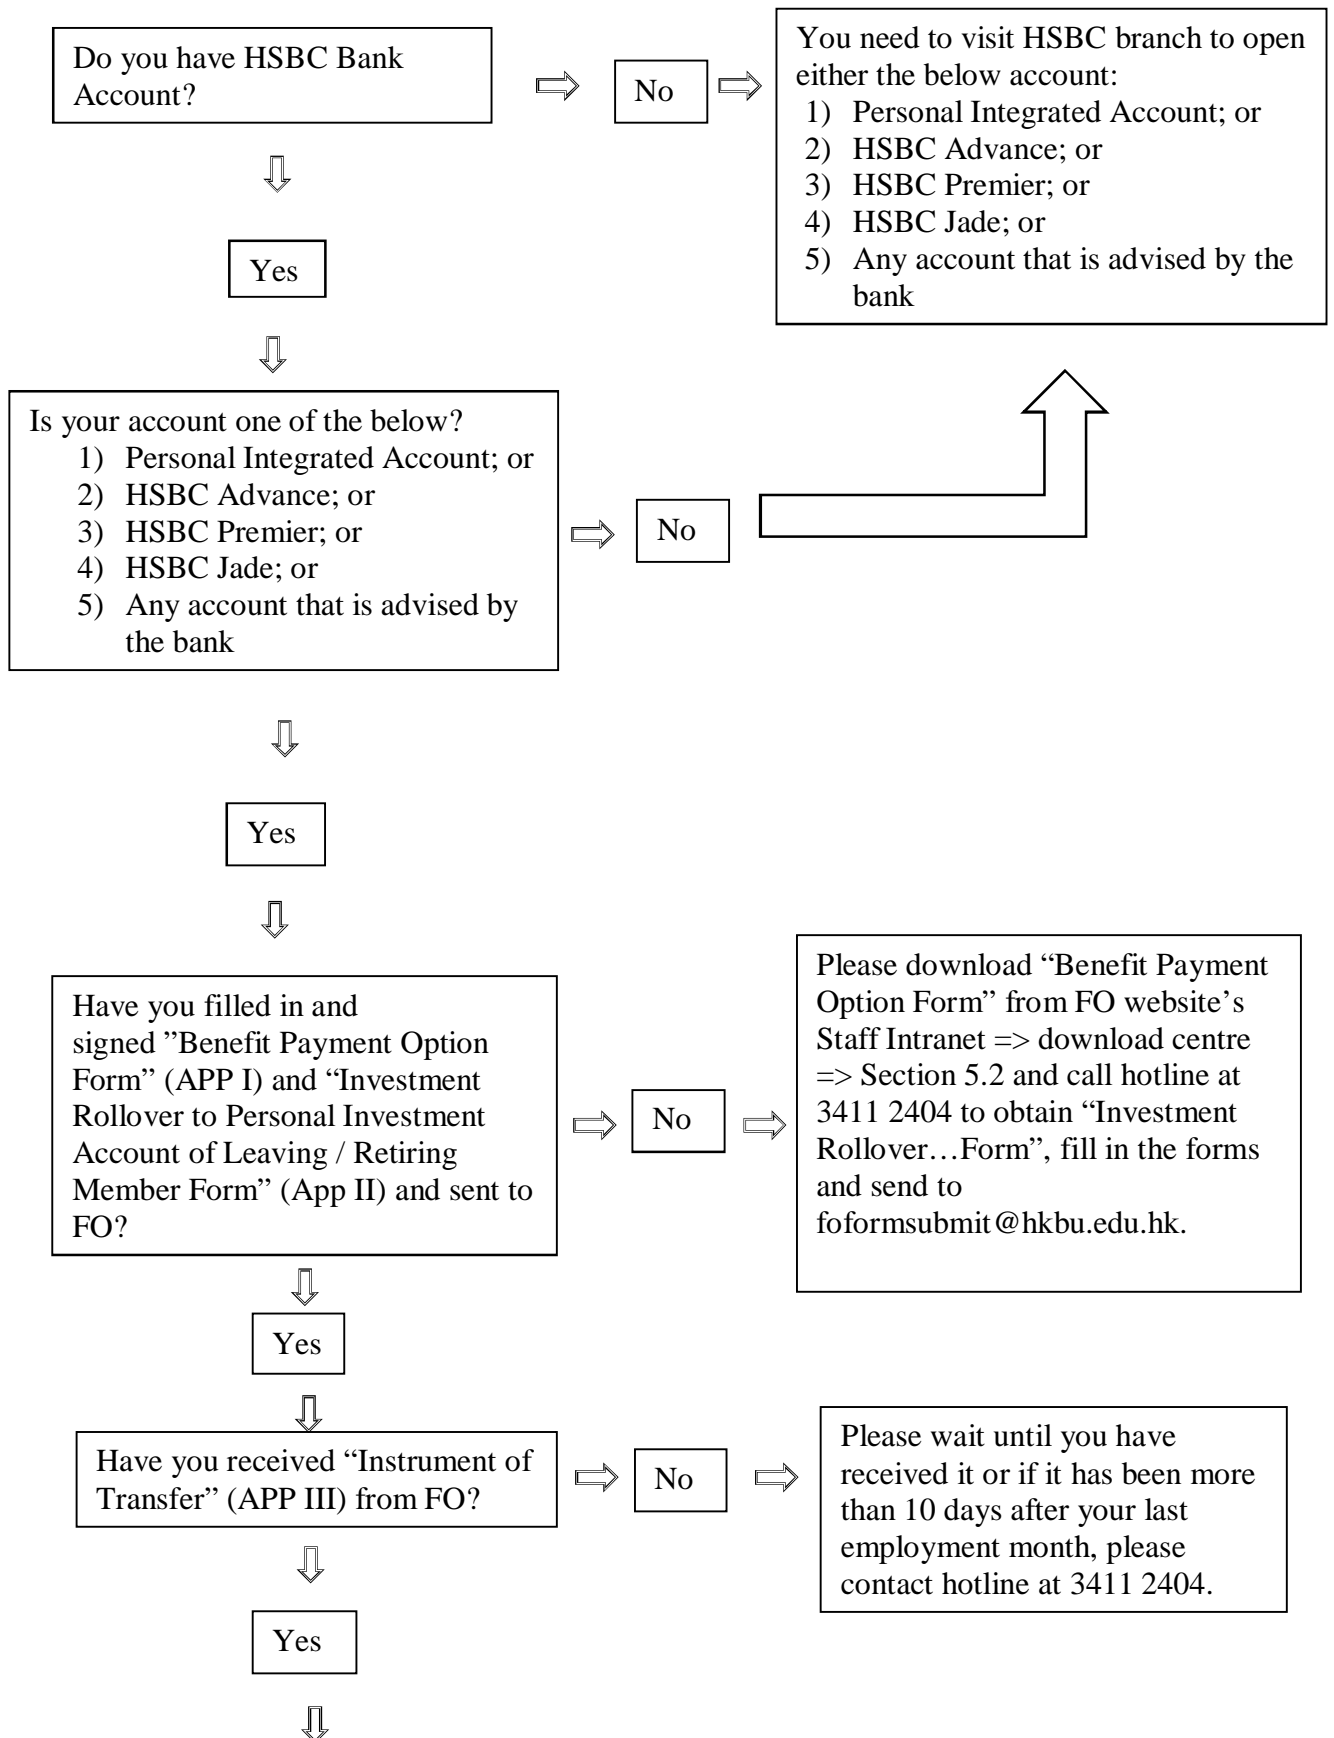 Do you have HSBC Bank
Account?
No
You need to visit HSBC branch to open
either the below account:
1) Personal Integrated Account; or
2) HSBC Advance; or
3) HSBC Premier; or
4) HSBC Jade; or
5) Any account that is advised by the
bank
Yes
Is your account one of the below?
1) Personal Integrated Account; or
2) HSBC Advance; or
3) HSBC Premier; or
4) HSBC Jade; or
5) Any account that is advised by
the bank
No
Yes
Have you filled in and
signed ”Benefit Payment Option
Form” (APP I) and “Investment
Rollover to Personal Investment
Account of Leaving / Retiring
Member Form” (App II) and sent to
FO?
No
Please download “Benefit Payment
Option Form” from FO website’s
Staff Intranet => download centre
=> Section 5.2 and call hotline at
3411 2404 to obtain “Investment
Rollover…Form”, fill in the forms
and send to
foformsubmit@hkbu.edu.hk.
Yes
Have you received “Instrument of
Transfer” (APP III) from FO?
No
Please wait until you have
received it or if it has been more
than 10 days after your last
employment month, please
contact hotline at 3411 2404.
Yes